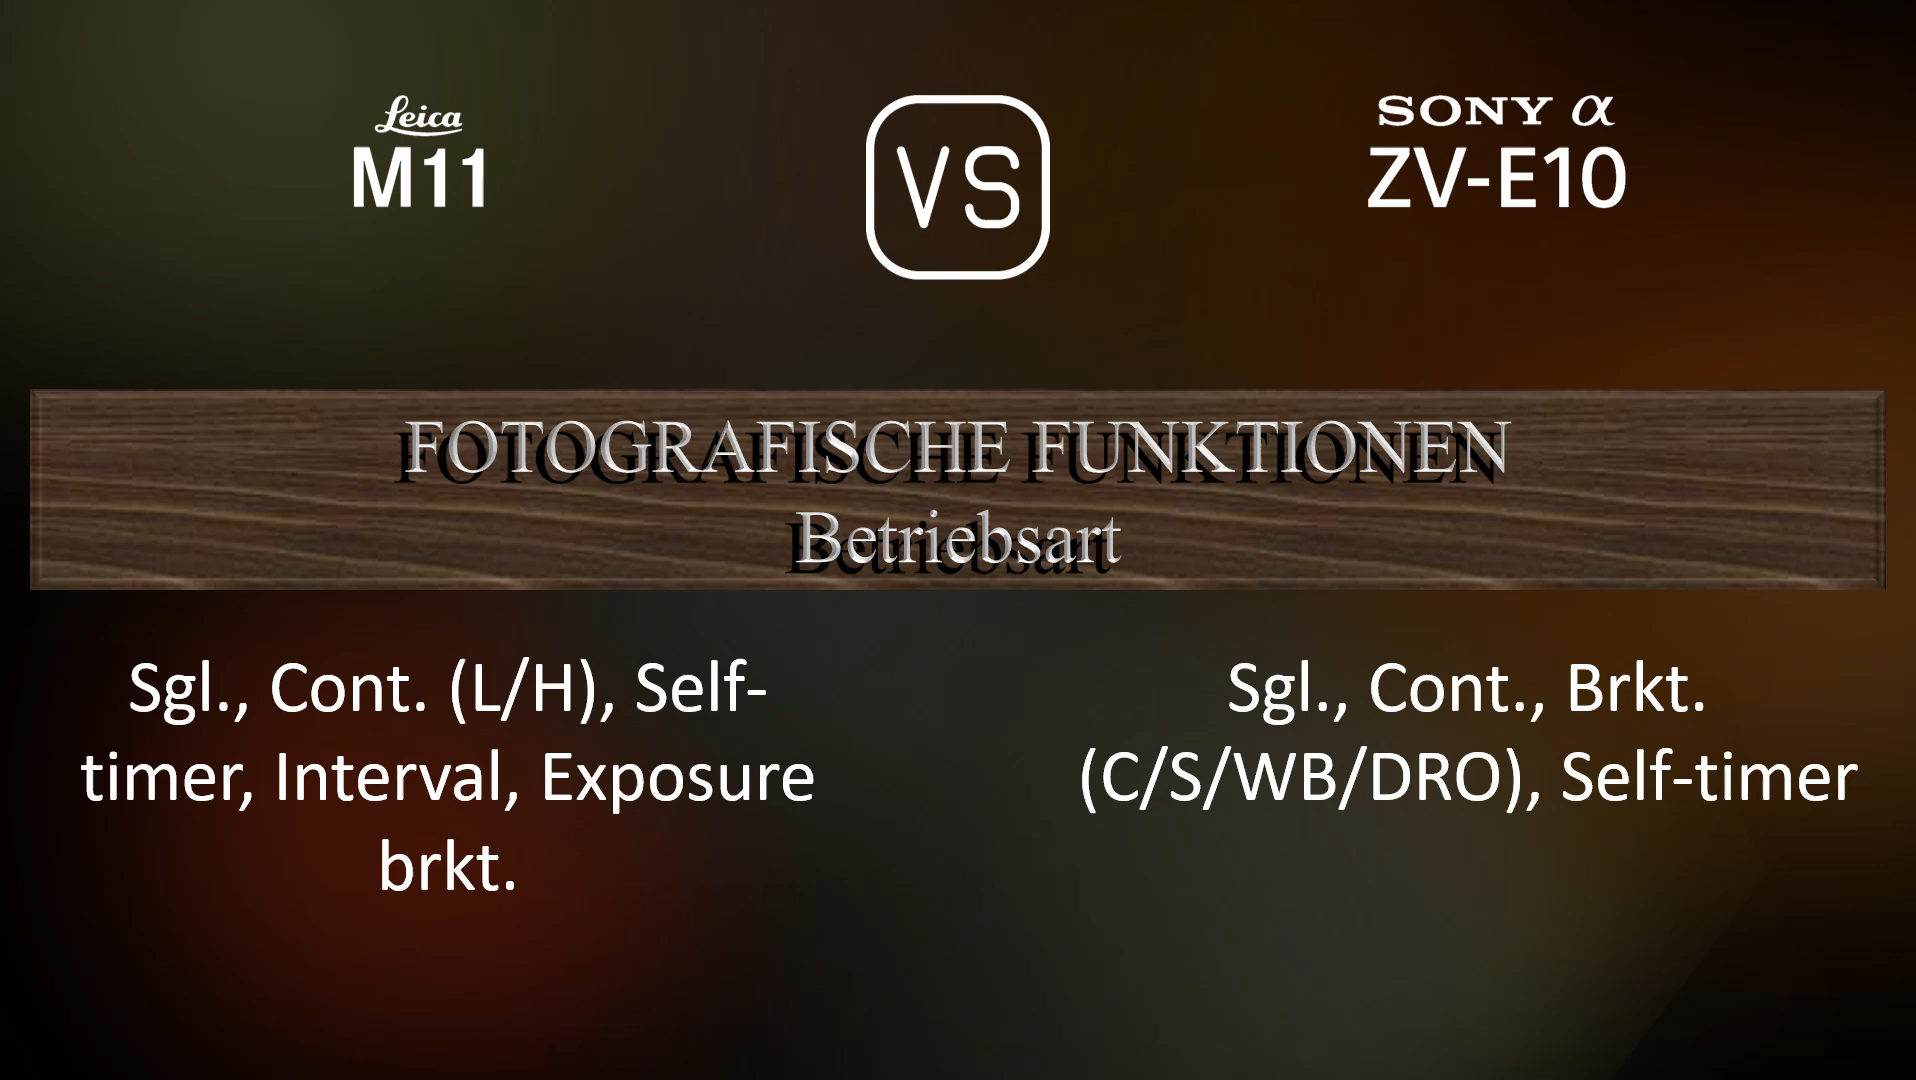 Leica
M11
VS
SONY α
ZV-E10
FOTOGRAFISCHE FUNKTIONEN
Betriebsart
Sgl., Cont. (L/H), Self-
timer, Interval, Exposure
brkt.
Sgl., Cont., Brkt.
(C/S/WB/DRO), Self-timer